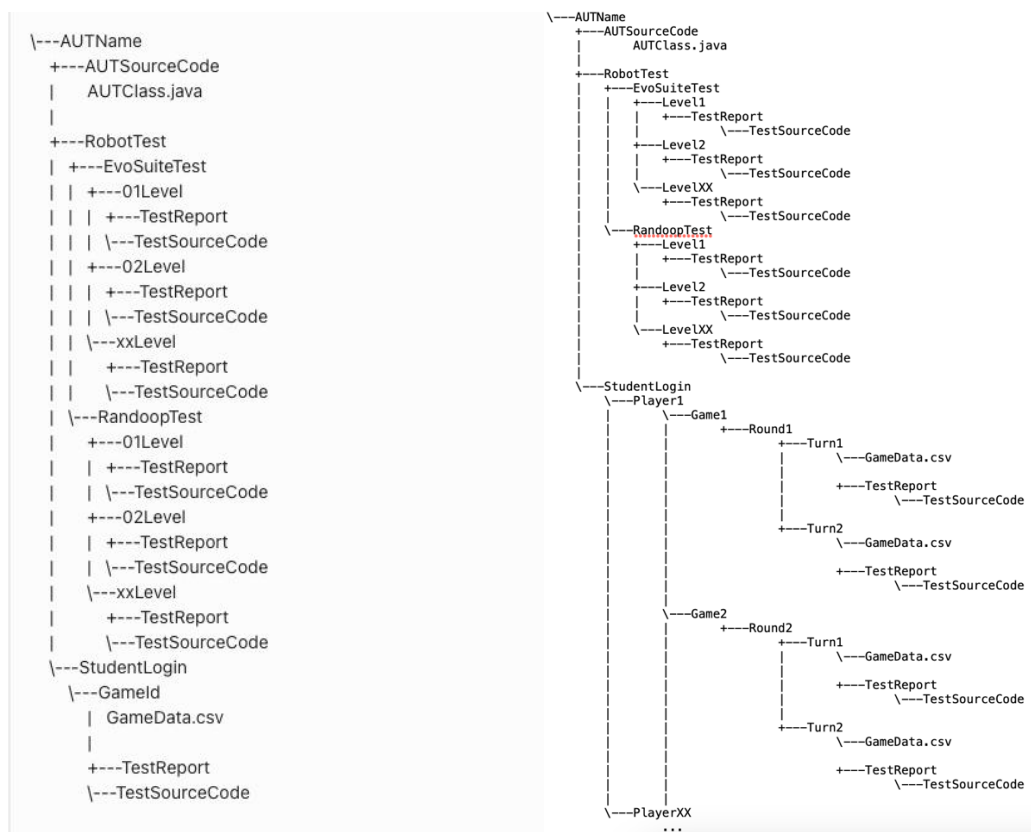 \---AUTName
+---AUTSourceCode
| AUTClass.java
|
+---RobotTest
| +---EvoSuiteTest
| | +---01Level
| | | +---TestReport
| | | \---TestSourceCode
| | +---02Level
| | | +---TestReport
| | | \---TestSourceCode
| | \---xxLevel
| | +---TestReport
| | \---TestSourceCode
| \---RandoopTest
| +---01Level
| | +---TestReport
| | \---TestSourceCode
| +---02Level
| | +---TestReport
| | \---TestSourceCode
| \---xxLevel
| +---TestReport
| \---TestSourceCode
\---StudentLogin
\---GameId
| GameData.csv
|
+---TestReport
\---TestSourceCode
\---AUTName
+---AUTSourceCode
| AUTClass.java
|
+---RobotTest
| +---EvoSuiteTest
| | +---Level1
| | | +---TestReport
| | | \---TestSourceCode
| | +---Level2
| | | +---TestReport
| | | \---TestSourceCode
| | \---LevelXX
| | +---TestReport
| | \---TestSourceCode
| \---RandoopTest
| +---Level1
| | +---TestReport
| | \---TestSourceCode
| +---Level2
| | +---TestReport
| | \---TestSourceCode
| \---LevelXX
| +---TestReport
| \---TestSourceCode
|
\---StudentLogin
\---Player1
| \---Game1
| | +---Round1
| | +---Turn1
| | | \---GameData.csv
| | |
| | | +---TestReport
| | | \---TestSourceCode
| | |
| | +---Turn2
| | \---GameData.csv
| |
| | +---TestReport
| | \---TestSourceCode
| |
| \---Game2
| | +---Round2
| | +---Turn1
| | | \---GameData.csv
| | |
| | | +---TestReport
| | | \---TestSourceCode
| | |
| | +---Turn2
| | \---GameData.csv
| |
| | +---TestReport
| | \---TestSourceCode
| |
\---PlayerXX
...